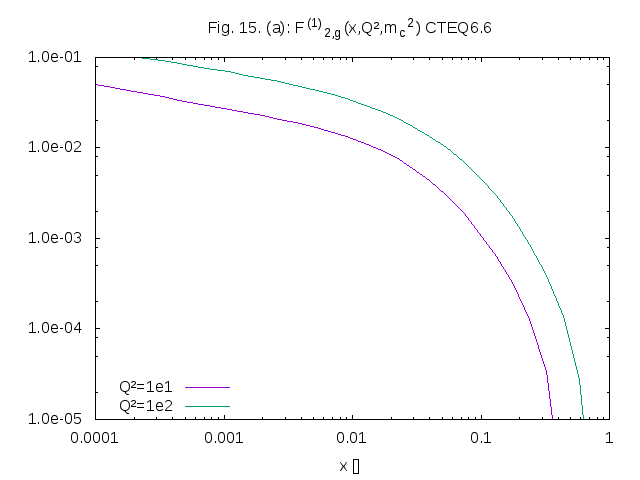 Fig. 15. (a): F⁽¹⁾₂,g(x,Q²,m_c²) CTEQ6.6
1.0e-01
1.0e-02
1.0e-03
1.0e-04
1.0e-05
Q²=1e1
Q²=1e2
0.0001 0.001 0.01 0.1 1
x []